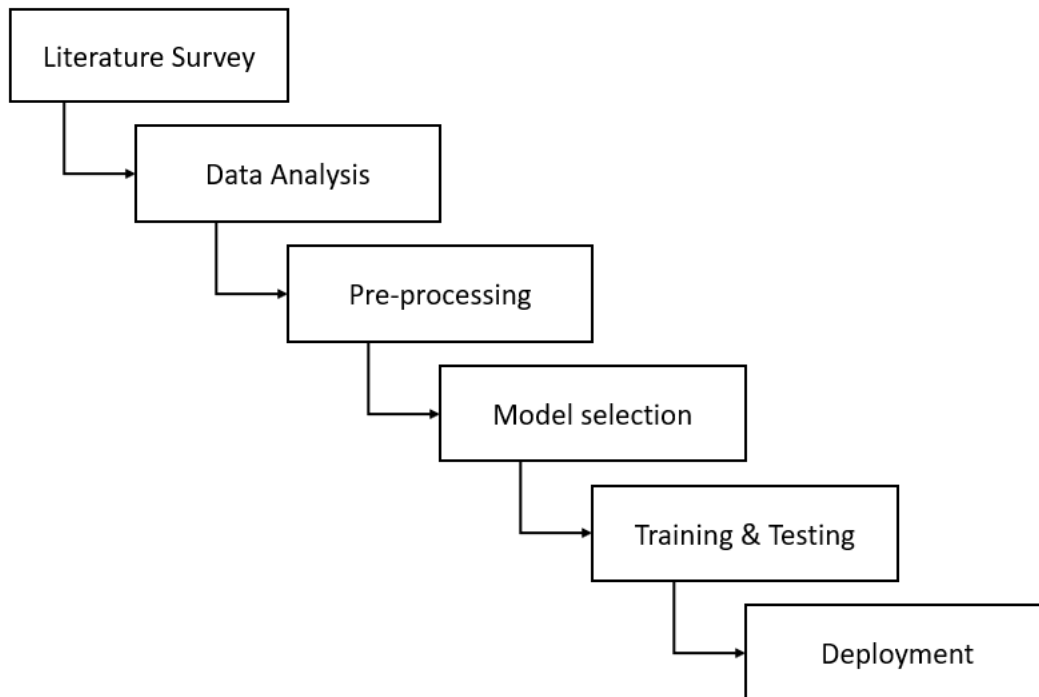 Literature Survey
Data Analysis
Pre-processing
Model selection
Training & Testing
Deployment